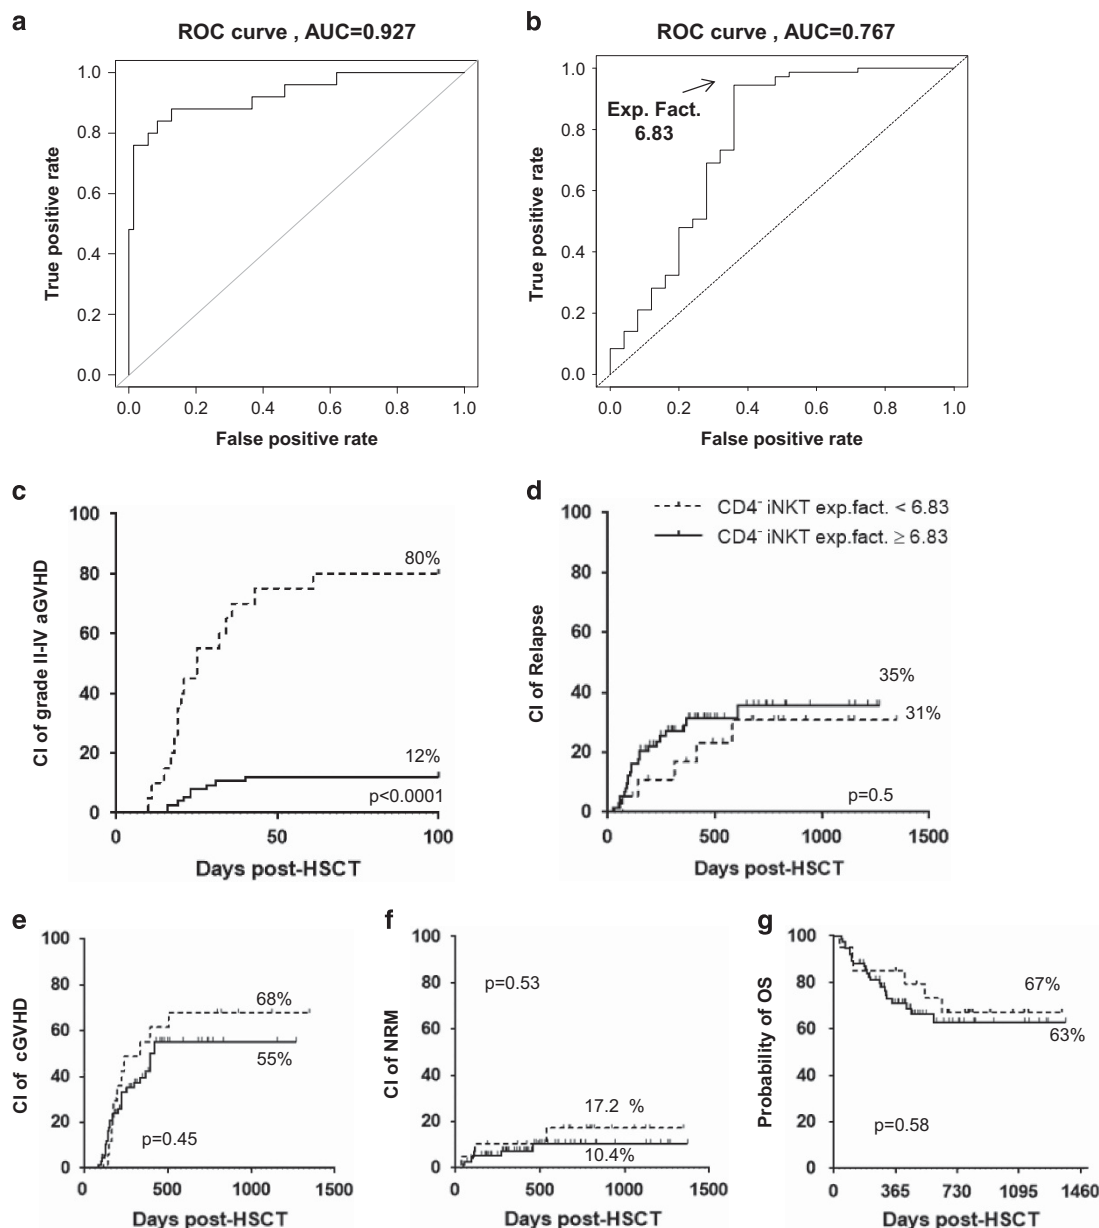 a
ROC curve , AUC=0.927
True positive rate
1.0
0.8
0.6
0.4
0.2
0.0
0.0 0.2 0.4 0.6 0.8 1.0
False positive rate
b
ROC curve , AUC=0.767
Exp. Fact.
6.83
True positive rate
1.0
0.8
0.6
0.4
0.2
0.0
0.0 0.2 0.4 0.6 0.8 1.0
False positive rate
c
CI of grade II-IV aGVHD
100
80
60
40
20
0
80%
12%
p<0.0001
0 50 100
Days post-HSCT
d
CD4⁻ iNKT exp.fact. < 6.83
CD4⁻ iNKT exp.fact. ≥ 6.83
CI of Relapse
100
80
60
40
20
0
35%
31%
p=0.5
0 500 1000 1500
Days post-HSCT
e
CI of cGVHD
100
80
60
40
20
0
68%
55%
p=0.45
0 500 1000 1500
Days post-HSCT
f
CI of NRM
100
80
60
40
20
0
p=0.53
17.2 %
10.4%
0 500 1000 1500
Days post-HSCT
g
Probability of OS
100
80
60
40
20
0
67%
63%
p=0.58
0 365 730 1095 1460
Days post-HSCT